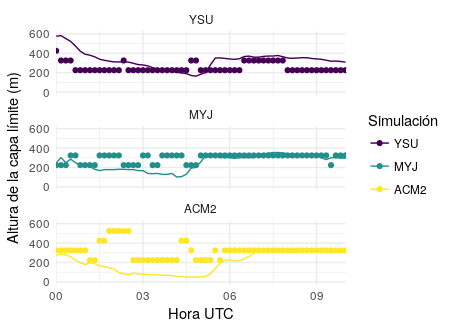 YSU
600
400
200
0
MYJ
600
400
200
0
ACM2
600
400
200
0
00 03 06 09
Hora UTC
Altura de la capa límite (m)
Simulación
YSU
MYJ
ACM2